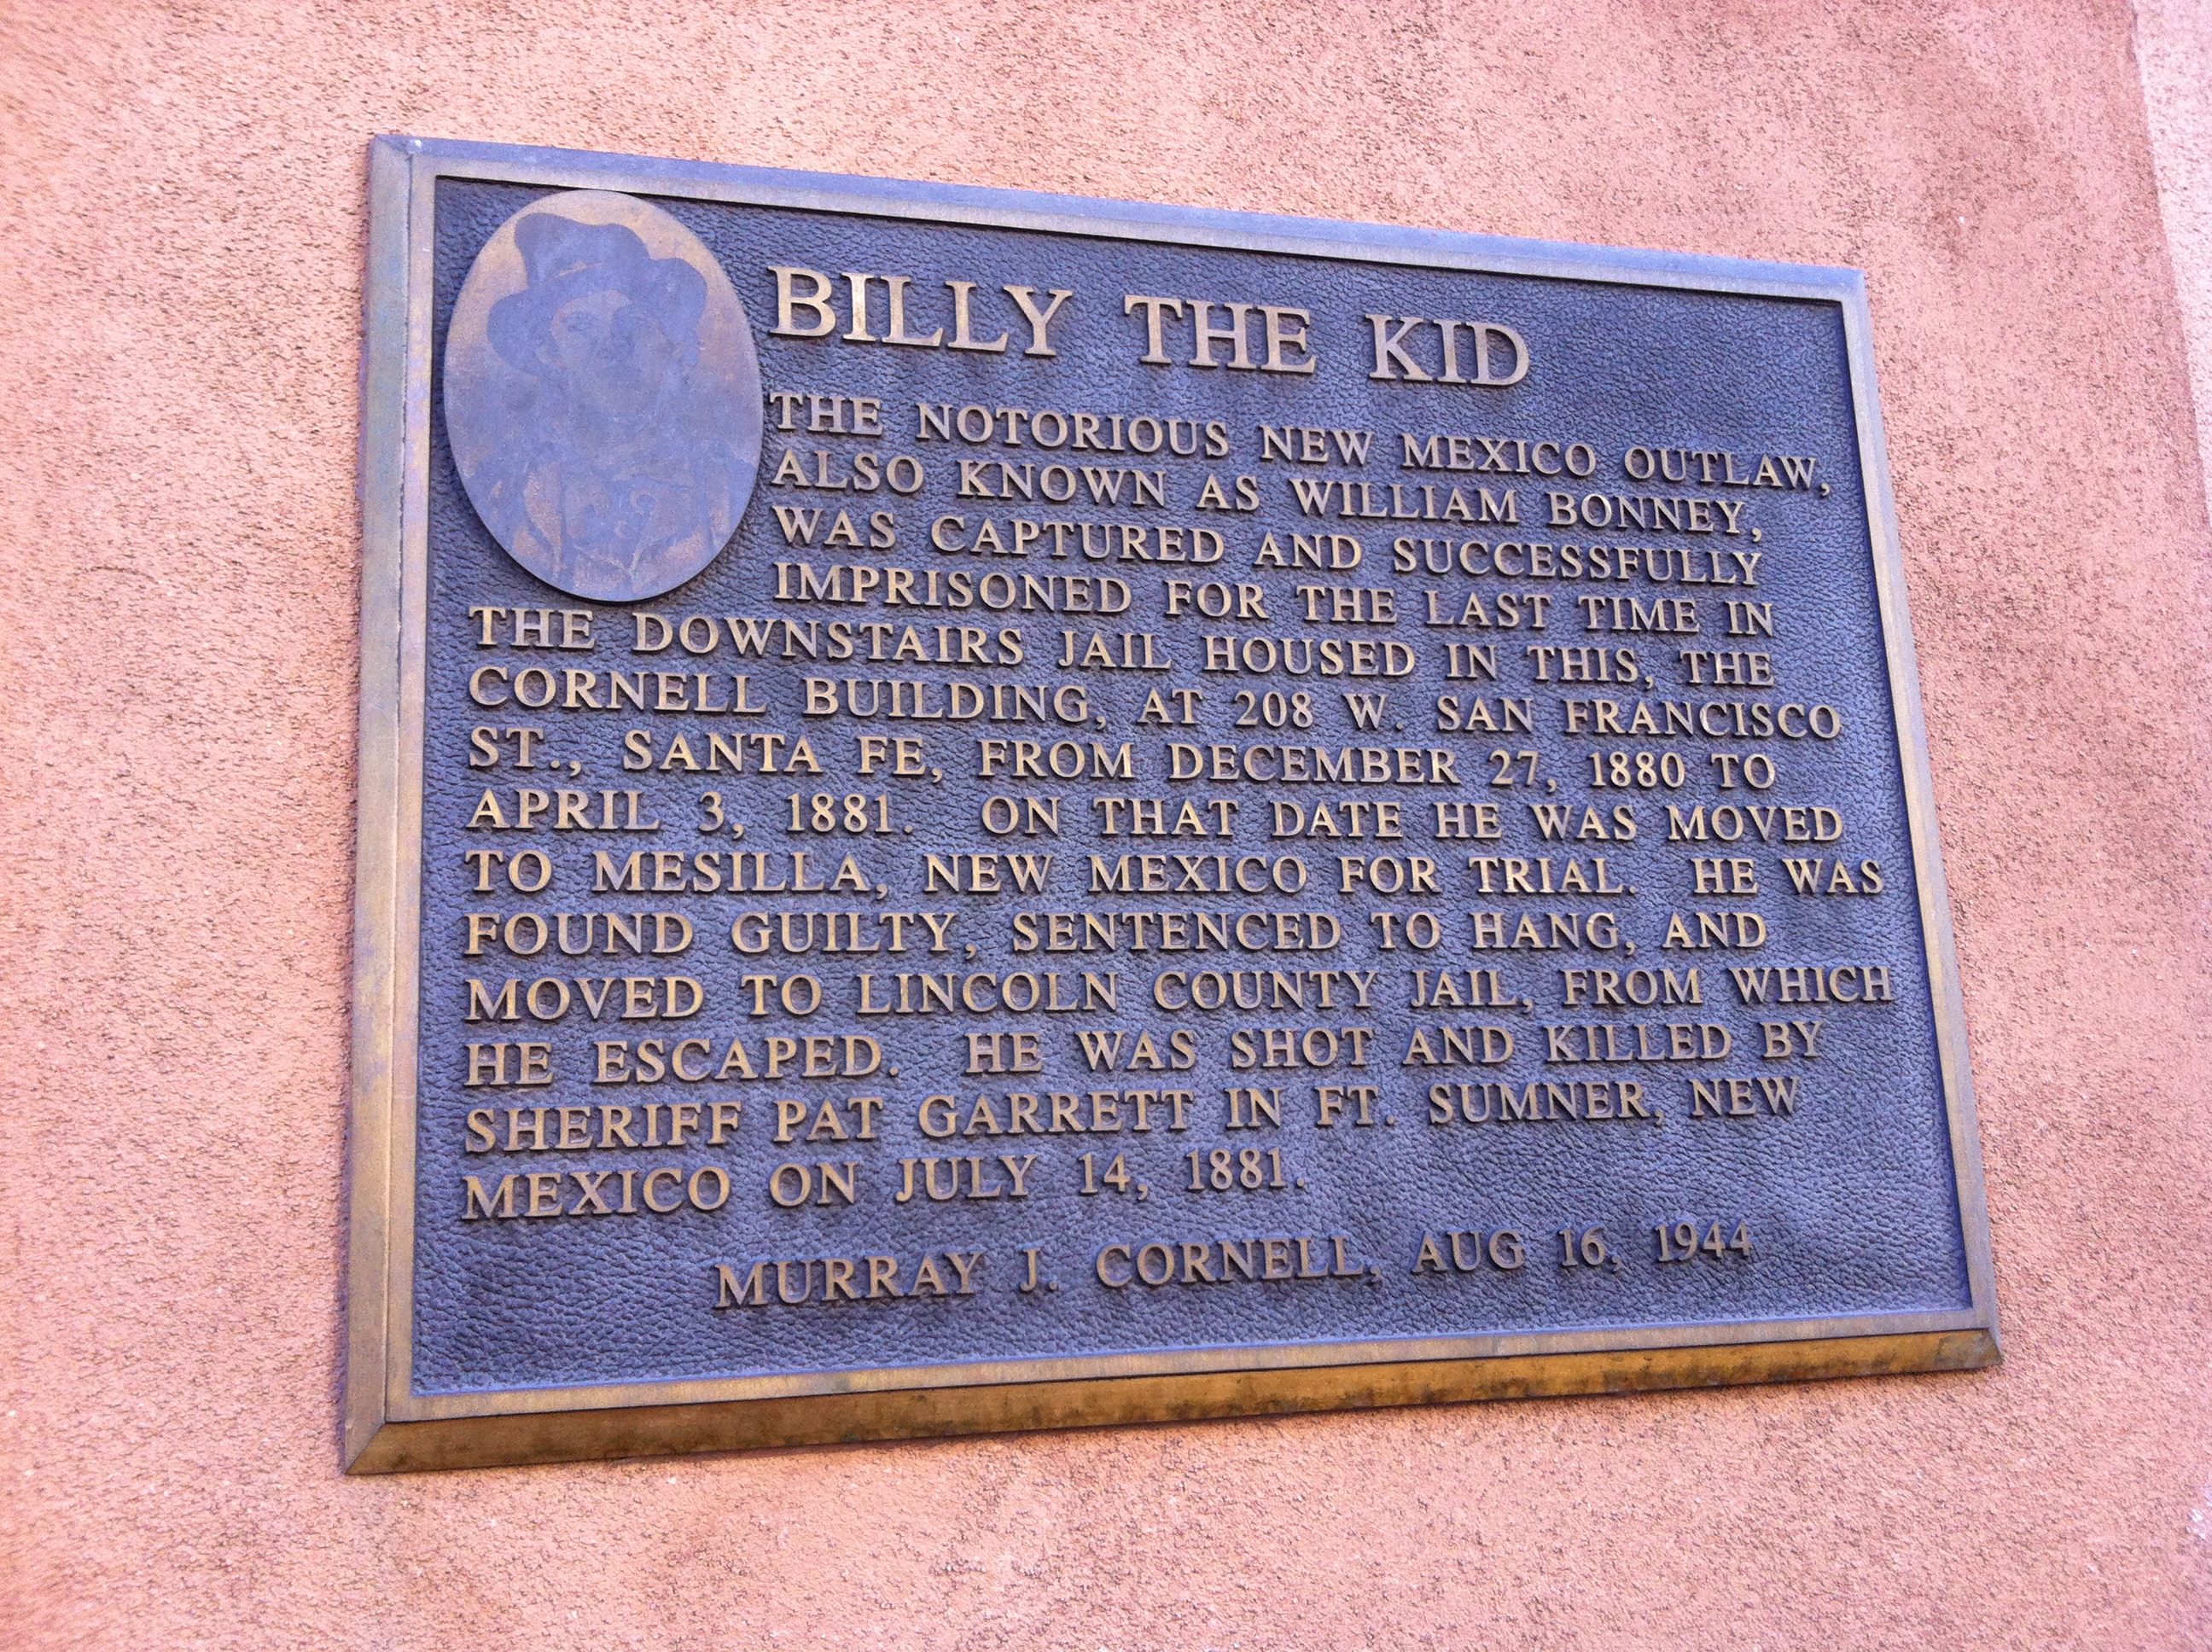 BILLY THE KID
THE NOTORIOUS NEW MEXICO OUTLAW,
ALSO KNOWN AS WILLIAM BONNEY,
WAS CAPTURED AND SUCCESSFULLY
IMPRISONED FOR THE LAST TIME IN
THE DOWNSTAIRS JAIL HOUSED IN THIS, THE
CORNELL BUILDING, AT 208 W. SAN FRANCISCO
ST., SANTA FE, FROM DECEMBER 27, 1880 TO
APRIL 3, 1881. ON THAT DATE HE WAS MOVED
TO MESILLA, NEW MEXICO FOR TRIAL. HE WAS
FOUND GUILTY, SENTENCED TO HANG, AND
MOVED TO LINCOLN COUNTY JAIL, FROM WHICH
HE ESCAPED. HE WAS SHOT AND KILLED BY
SHERIFF PAT GARRETT IN FT. SUMNER, NEW
MEXICO ON JULY 14, 1881.
MURRAY J. CORNELL, AUG 16, 1944